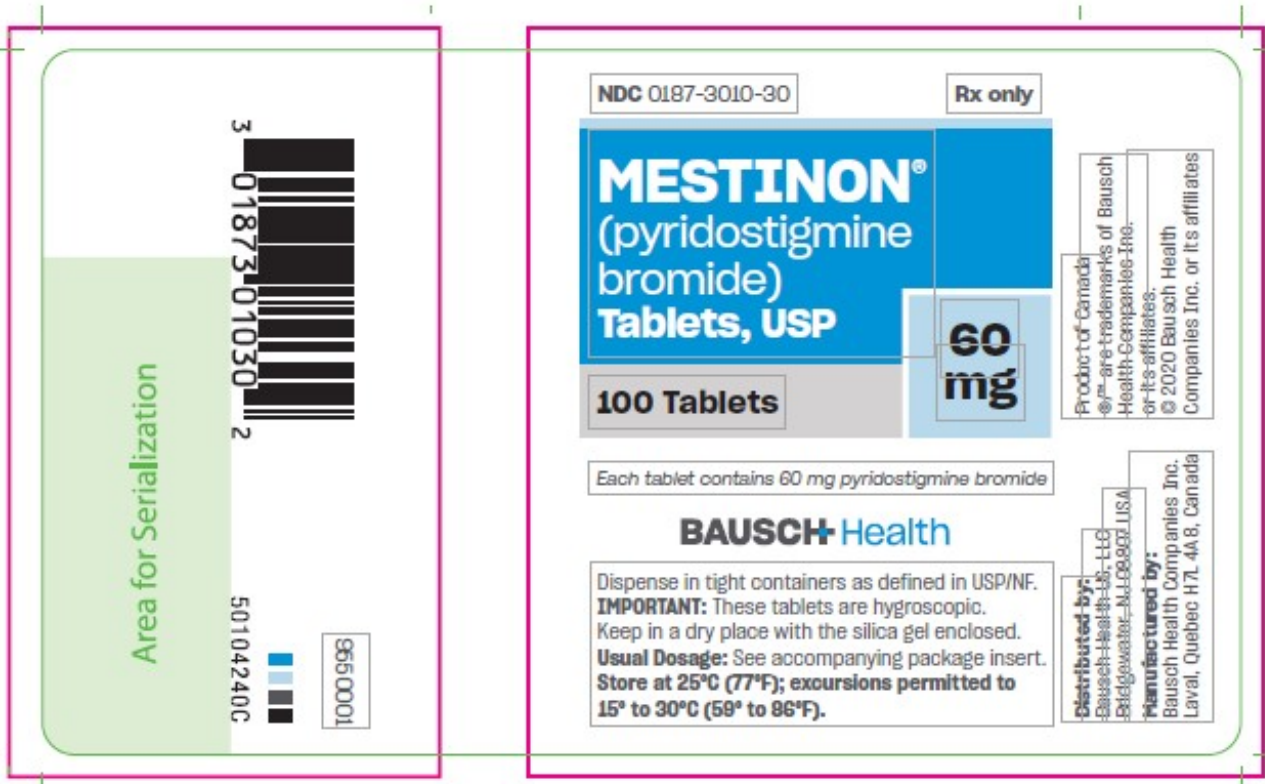 3 01873 01030 2
Area for Serialization
50104240C
9650001
NDC 0187-3010-30
Rx only
MESTINON®
(pyridostigmine
bromide)
Tablets, USP
60
mg
100 Tablets
Each tablet contains 60 mg pyridostigmine bromide
BAUSCH+Health
Dispense in tight containers as defined in USP/NF.
IMPORTANT: These tablets are hygroscopic.
Keep in a dry place with the silica gel enclosed.
Usual Dosage: See accompanying package insert.
Store at 25°C (77°F); excursions permitted to
15° to 30°C (59° to 86°F).
Product of Canada
®/™ are trademarks of Bausch
Health Companies Inc.
or its affiliates.
© 2020 Bausch Health
Companies Inc. or its affiliates
Distributed by:
Bausch Health US, LLC
Bridgewater, NJ 08807 USA
Manufactured by:
Bausch Health Companies Inc.
Laval, Quebec H7L 4A8, Canada